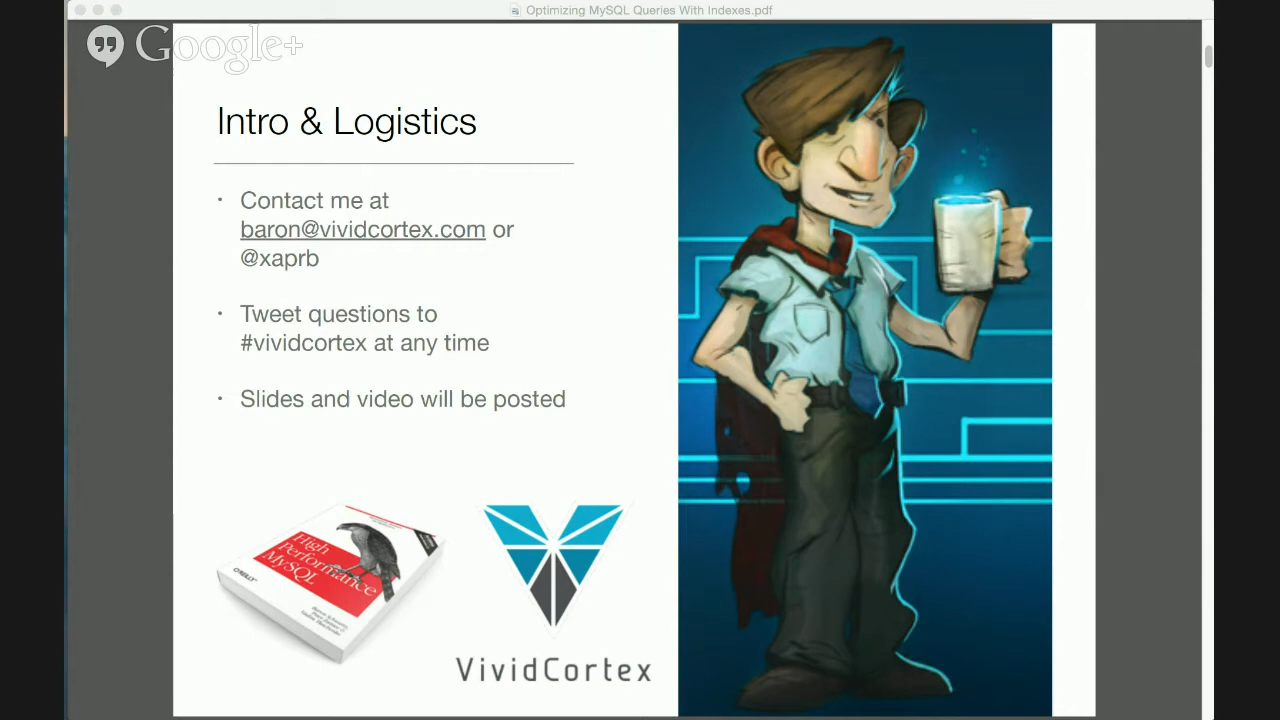 Optimizing MySQL Queries With Indexes.pdf
Google+
Intro & Logistics
• Contact me at
baron@vividcortex.com or
@xaprb
• Tweet questions to
#vividcortex at any time
• Slides and video will be posted
High
Performance
MySQL
O'REILLY
VividCortex